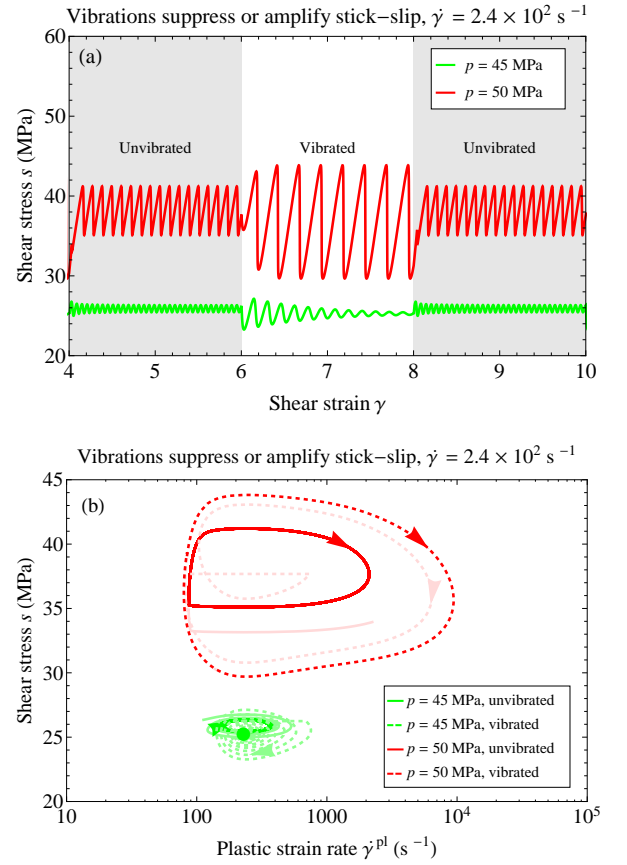 Vibrations suppress or amplify stick−slip, γ̇ = 2.4 × 10² s⁻¹
(a)
p = 45 MPa
p = 50 MPa
Unvibrated
Vibrated
Unvibrated
Shear stress s (MPa)
60
50
40
30
20
4 5 6 7 8 9 10
Shear strain γ
Vibrations suppress or amplify stick−slip, γ̇ = 2.4 × 10² s⁻¹
(b)
Shear stress s (MPa)
45
40
35
30
25
20
p = 45 MPa, unvibrated
p = 45 MPa, vibrated
p = 50 MPa, unvibrated
p = 50 MPa, vibrated
10 100 1000 10⁴ 10⁵
Plastic strain rate γ̇ᵖˡ (s⁻¹)